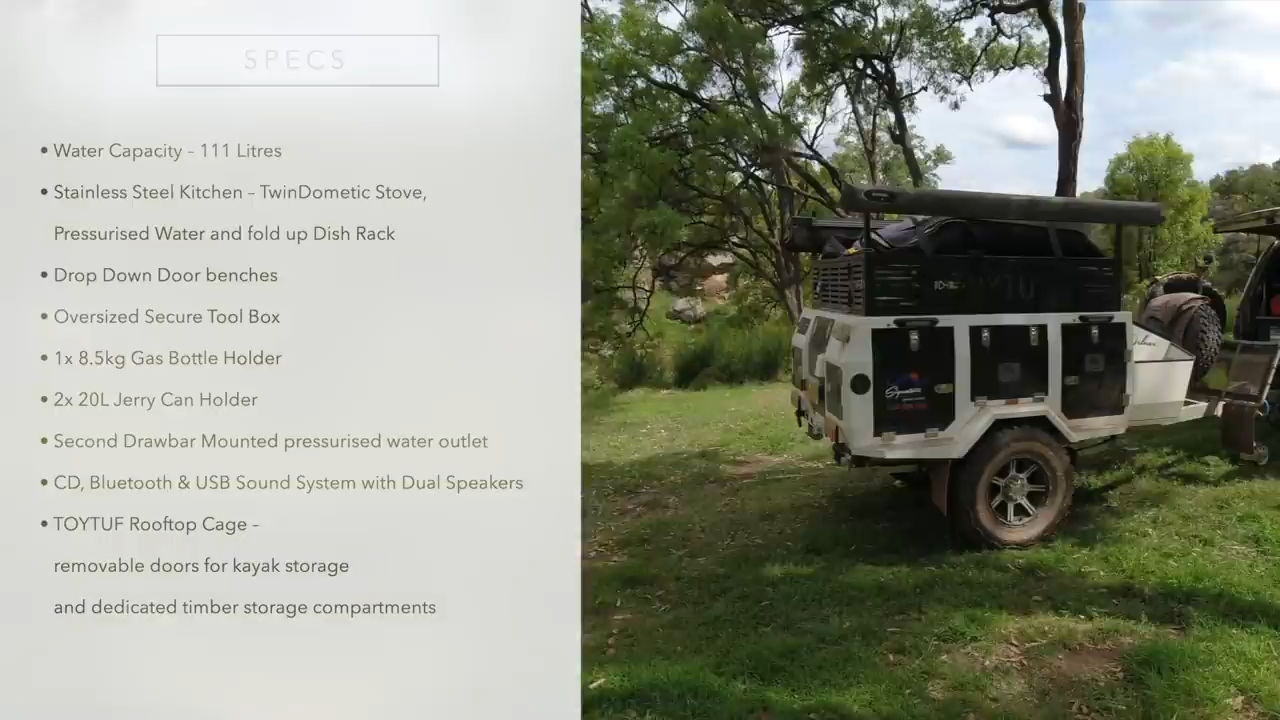 SPECS
• Water Capacity – 111 Litres
• Stainless Steel Kitchen – TwinDometic Stove,
Pressurised Water and fold up Dish Rack
• Drop Down Door benches
• Oversized Secure Tool Box
• 1x 8.5kg Gas Bottle Holder
• 2x 20L Jerry Can Holder
• Second Drawbar Mounted pressurised water outlet
• CD, Bluetooth & USB Sound System with Dual Speakers
• TOYTUF Rooftop Cage –
removable doors for kayak storage
and dedicated timber storage compartments
Signature